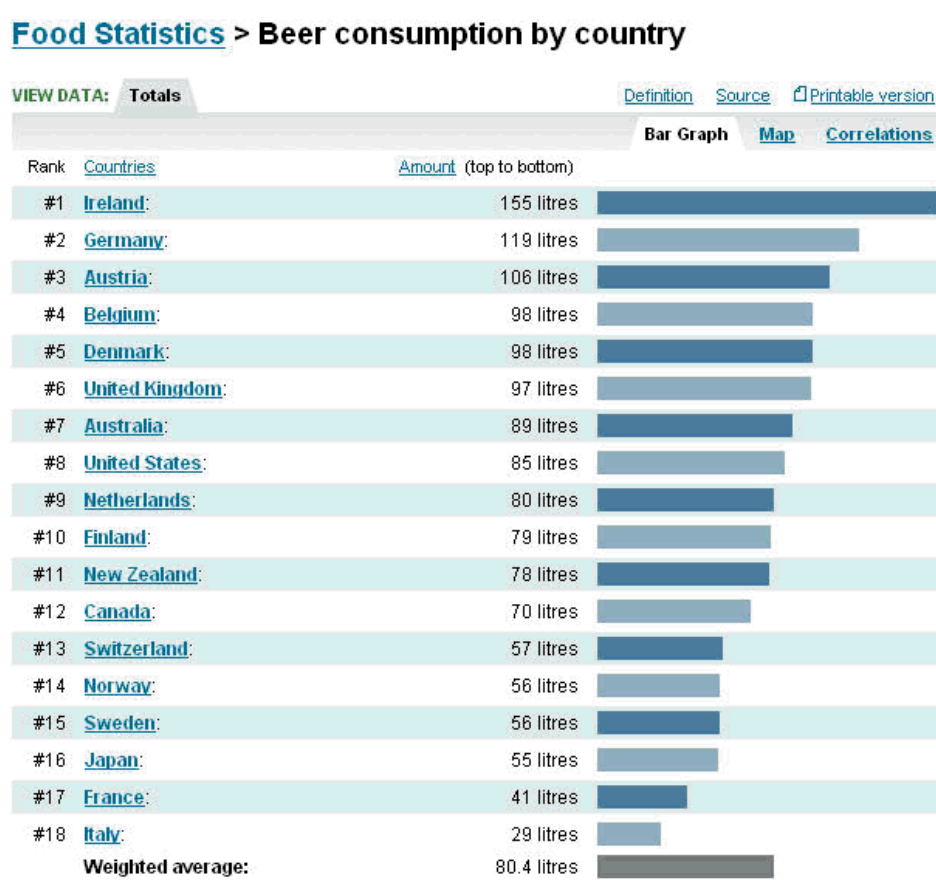 Food Statistics > Beer consumption by country
VIEW DATA: Totals Definition Source Printable version
Bar Graph Map Correlations
Rank Countries Amount (top to bottom)
#1 Ireland: 155 litres
#2 Germany: 119 litres
#3 Austria: 106 litres
#4 Belgium: 98 litres
#5 Denmark: 98 litres
#6 United Kingdom: 97 litres
#7 Australia: 89 litres
#8 United States: 85 litres
#9 Netherlands: 80 litres
#10 Finland: 79 litres
#11 New Zealand: 78 litres
#12 Canada: 70 litres
#13 Switzerland: 57 litres
#14 Norway: 56 litres
#15 Sweden: 56 litres
#16 Japan: 55 litres
#17 France: 41 litres
#18 Italy: 29 litres
Weighted average: 80.4 litres